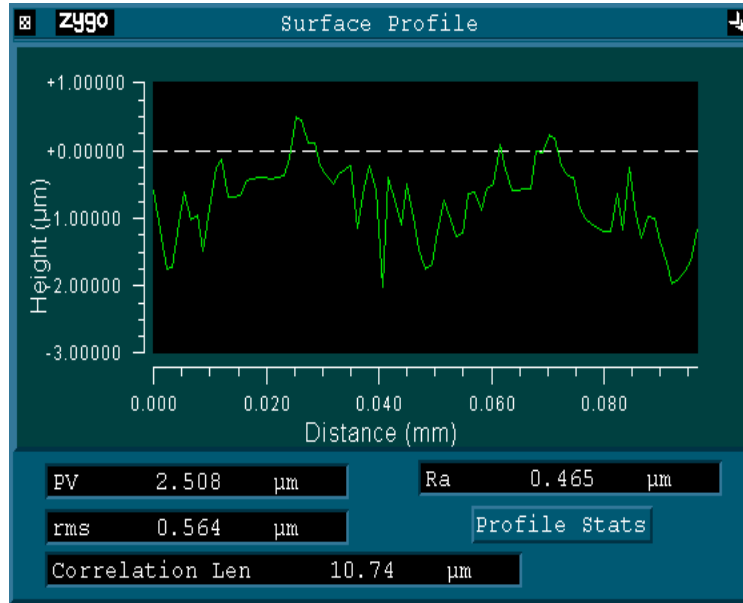 zygo Surface Profile
+1.00000
+0.00000
-1.00000
-2.00000
-3.00000
Height (µm)
0.000 0.020 0.040 0.060 0.080
Distance (mm)
PV 2.508 µm Ra 0.465 µm
rms 0.564 µm Profile Stats
Correlation Len 10.74 µm